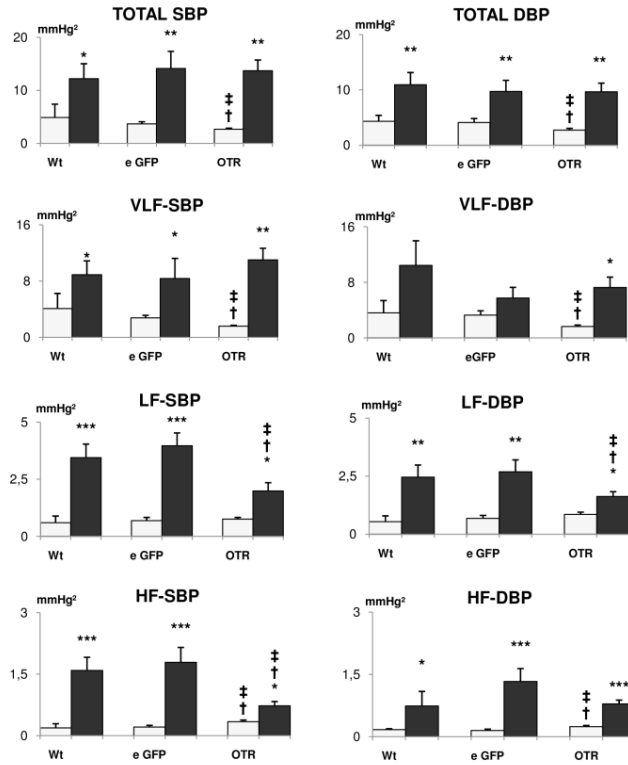 TOTAL SBP
mmHg²
20
10
0
*
**
‡
†
**
Wt
e GFP
OTR
TOTAL DBP
mmHg²
20
10
0
**
**
‡
†
**
Wt
e GFP
OTR
VLF-SBP
mmHg²
16
8
0
*
*
‡
†
**
Wt
e GFP
OTR
VLF-DBP
mmHg²
16
8
0
‡
†
*
Wt
eGFP
OTR
LF-SBP
mmHg²
5
2,5
0
***
***
‡
†
*
Wt
e GFP
OTR
LF-DBP
mmHg²
5
2,5
0
**
**
‡
†
*
Wt
e GFP
OTR
HF-SBP
mmHg²
3
1,5
0
***
***
‡
†
‡
†
*
Wt
e GFP
OTR
HF-DBP
mmHg²
3
1,5
0
*
***
‡
†
***
Wt
e GFP
OTR